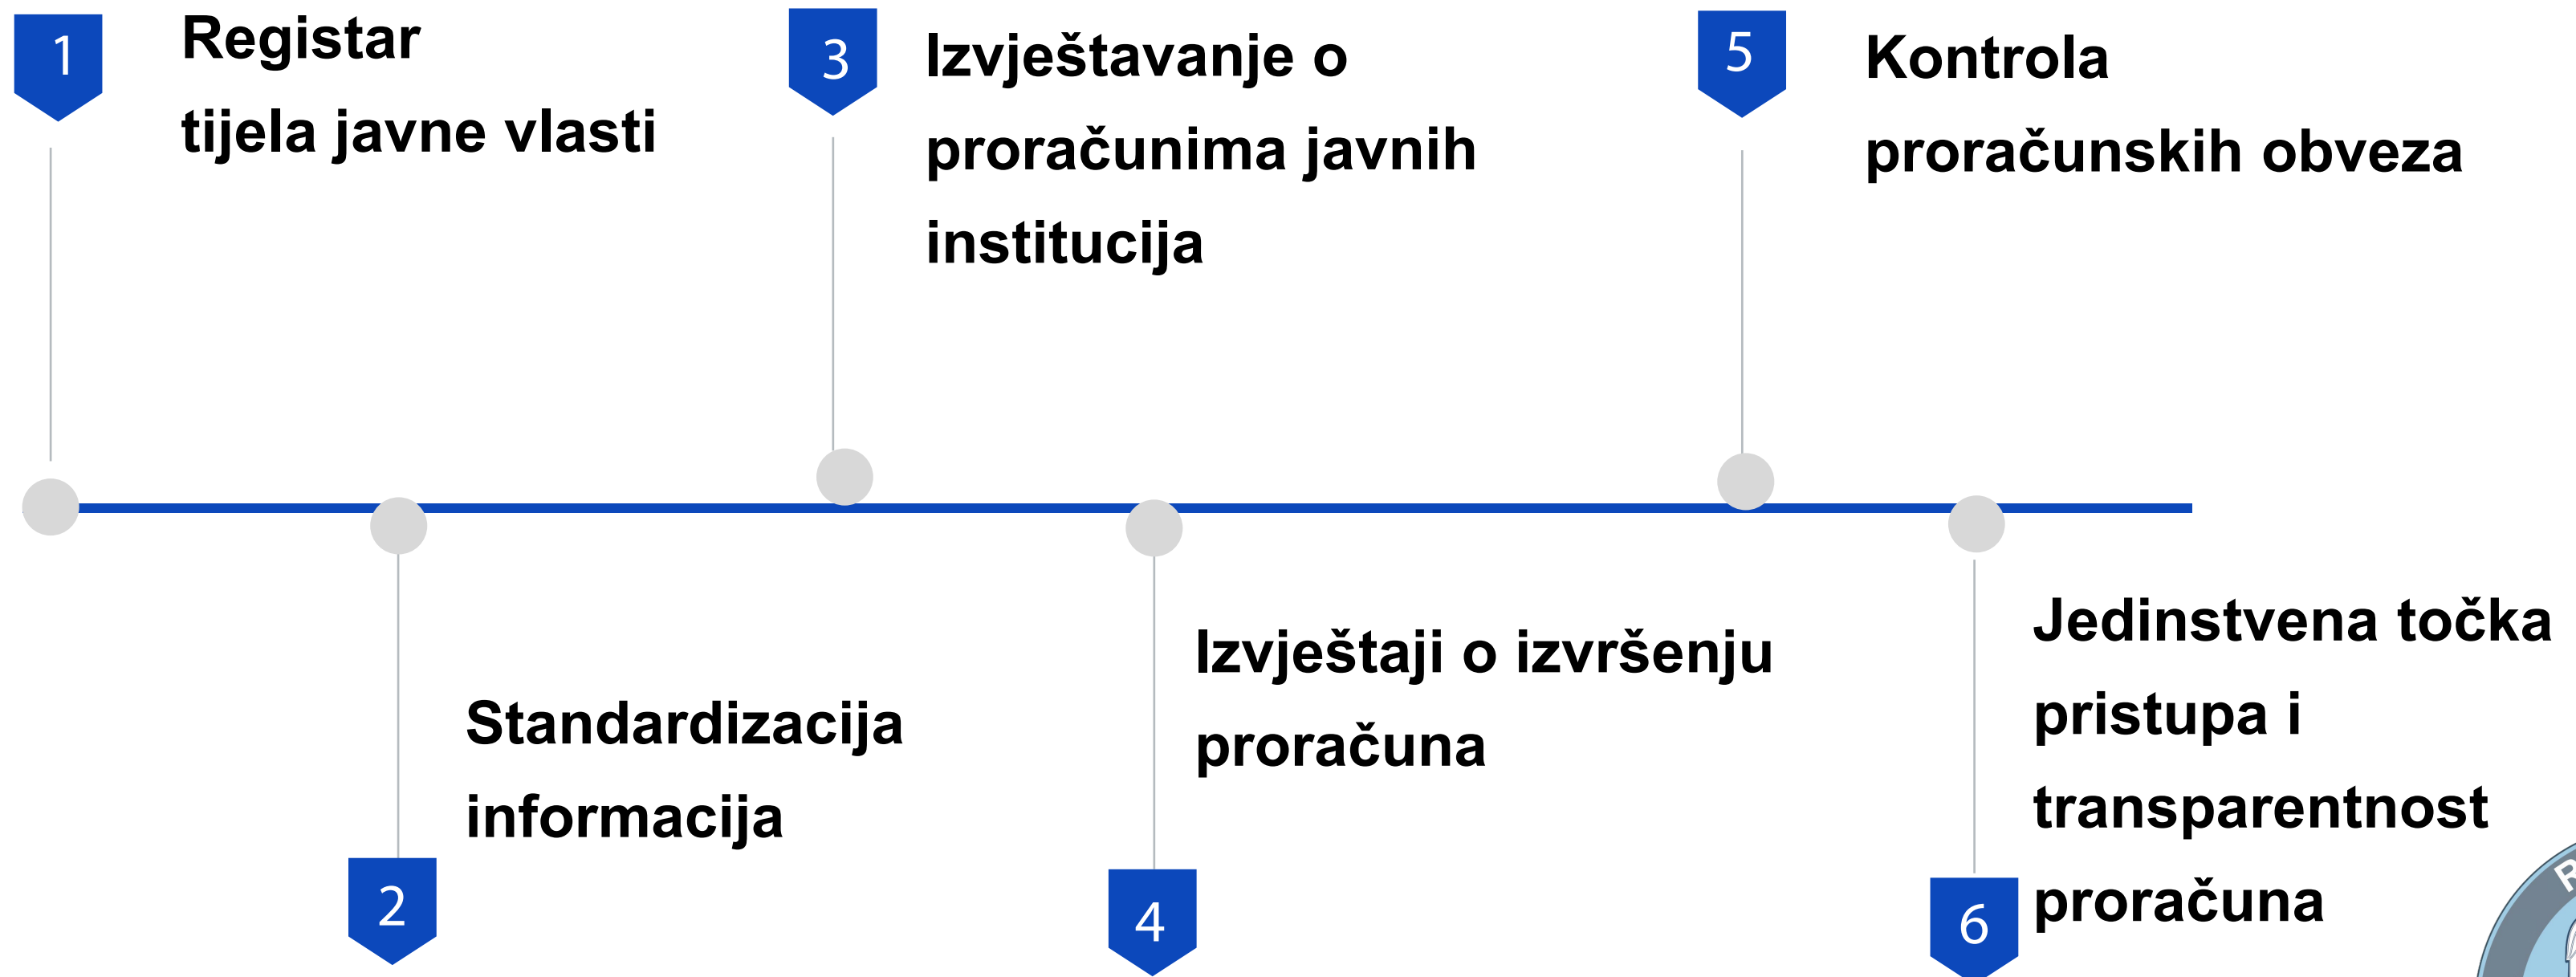 1
Registar
tijela javne vlasti
2
Standardizacija
informacija
3
Izvještavanje o
proračunima javnih
institucija
4
Izvještaji o izvršenju
proračuna
5
Kontrola
proračunskih obveza
6
Jedinstvena točka
pristupa i
transparentnost
proračuna